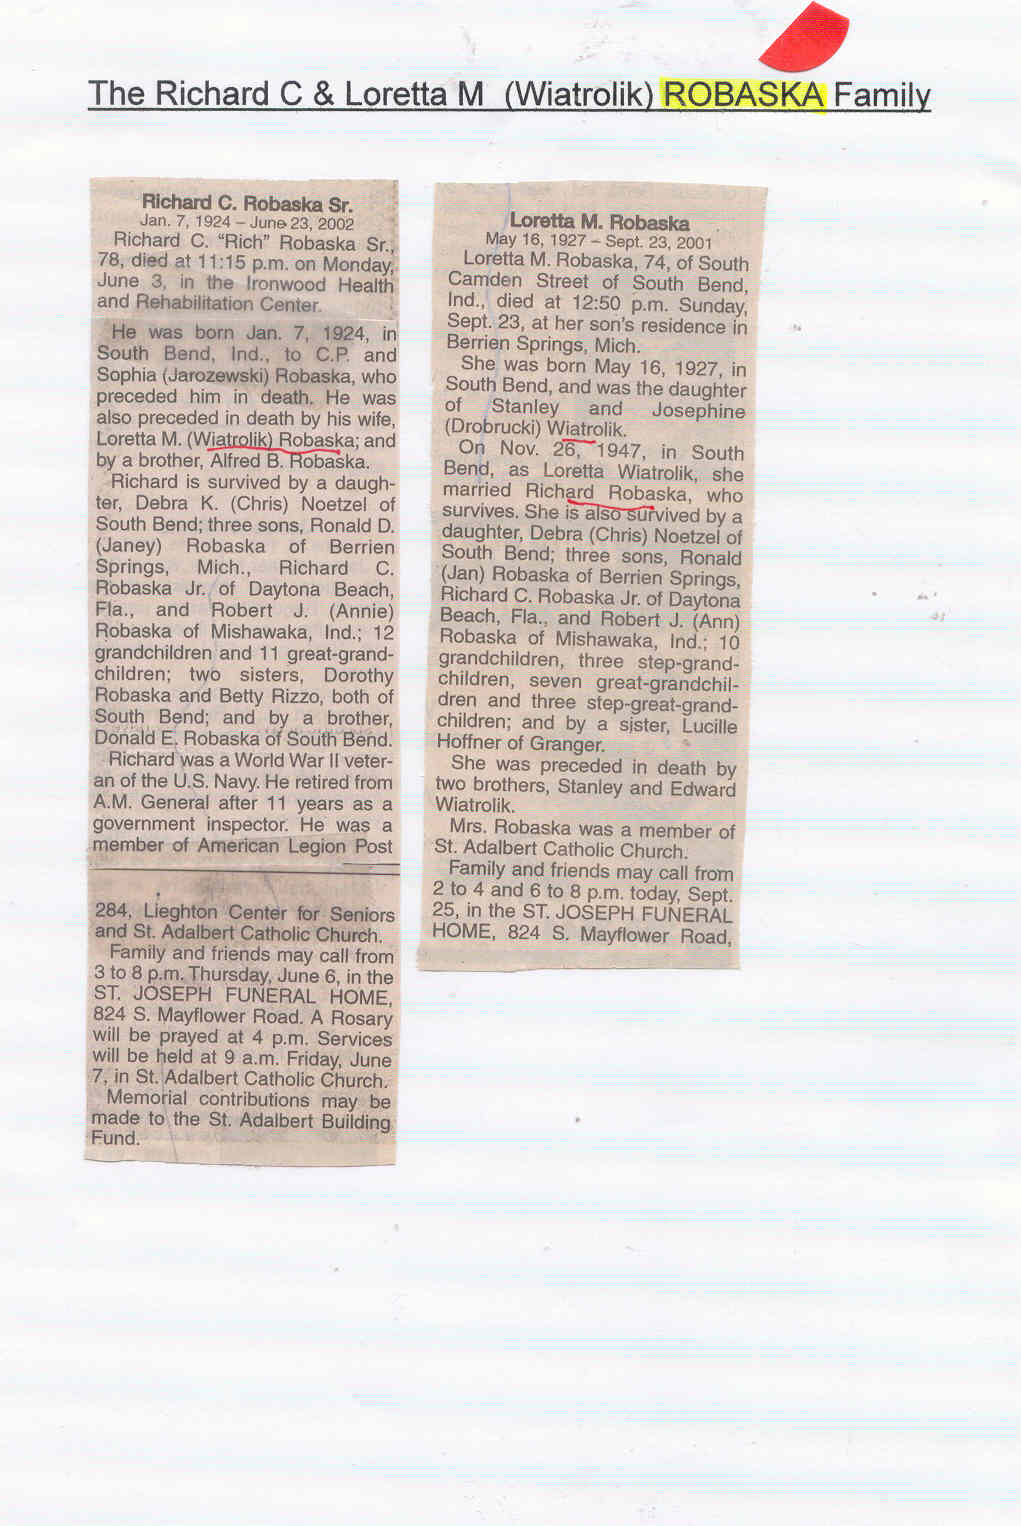 The Richard C & Loretta M (Wiatrolik) ROBASKA Family
Richard C. Robaska Sr.
Jan. 7, 1924 – June 23, 2002
Richard C. “Rich” Robaska Sr.,
78, died at 11:15 p.m. on Monday,
June 3, in the Ironwood Health
and Rehabilitation Center.
He was born Jan. 7, 1924, in
South Bend, Ind., to C.P. and
Sophia (Jarozewski) Robaska, who
preceded him in death. He was
also preceded in death by his wife,
Loretta M. (Wiatrolik) Robaska; and
by a brother, Alfred B. Robaska.
Richard is survived by a daugh-
ter, Debra K. (Chris) Noetzel of
South Bend; three sons, Ronald D.
(Janey) Robaska of Berrien
Springs, Mich., Richard C.
Robaska Jr. of Daytona Beach,
Fla., and Robert J. (Annie)
Robaska of Mishawaka, Ind.; 12
grandchildren and 11 great-grand-
children; two sisters, Dorothy
Robaska and Betty Rizzo, both of
South Bend; and by a brother,
Donald E. Robaska of South Bend.
Richard was a World War II veter-
an of the U.S. Navy. He retired from
A.M. General after 11 years as a
government inspector. He was a
member of American Legion Post
284, Lieghton Center for Seniors
and St. Adalbert Catholic Church.
Family and friends may call from
3 to 8 p.m. Thursday, June 6, in the
ST. JOSEPH FUNERAL HOME,
824 S. Mayflower Road. A Rosary
will be prayed at 4 p.m. Services
will be held at 9 a.m. Friday, June
7, in St. Adalbert Catholic Church.
Memorial contributions may be
made to the St. Adalbert Building
Fund.
Loretta M. Robaska
May 16, 1927 – Sept. 23, 2001
Loretta M. Robaska, 74, of South
Camden Street of South Bend,
Ind., died at 12:50 p.m. Sunday,
Sept. 23, at her son’s residence in
Berrien Springs, Mich.
She was born May 16, 1927, in
South Bend, and was the daughter
of Stanley and Josephine
(Drobrucki) Wiatrolik.
On Nov. 26, 1947, in South
Bend, as Loretta Wiatrolik, she
married Richard Robaska, who
survives. She is also survived by a
daughter, Debra (Chris) Noetzel of
South Bend; three sons, Ronald
(Jan) Robaska of Berrien Springs,
Richard C. Robaska Jr. of Daytona
Beach, Fla., and Robert J. (Ann)
Robaska of Mishawaka, Ind.; 10
grandchildren, three step-grand-
children, seven great-grandchil-
dren and three step-great-grand-
children; and by a sister, Lucille
Hoffner of Granger.
She was preceded in death by
two brothers, Stanley and Edward
Wiatrolik.
Mrs. Robaska was a member of
St. Adalbert Catholic Church.
Family and friends may call from
2 to 4 and 6 to 8 p.m. today, Sept.
25, in the ST. JOSEPH FUNERAL
HOME, 824 S. Mayflower Road,